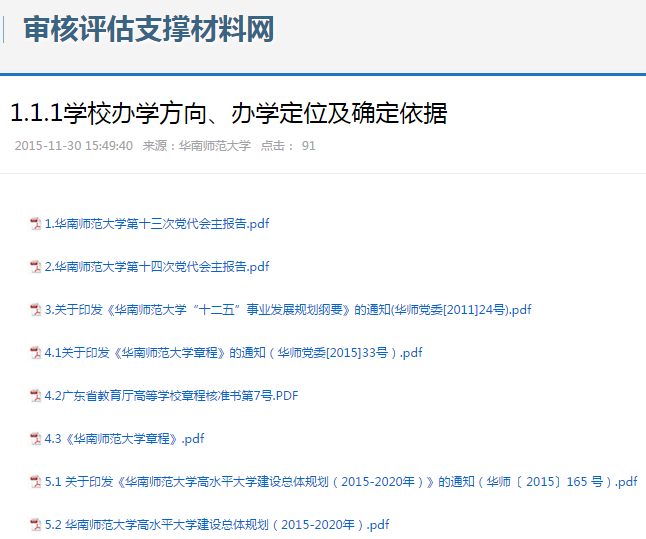 审核评估支撑材料网
1.1.1学校办学方向、办学定位及确定依据
2015-11-30 15:49:40 来源：华南师范大学 点击： 91
1.华南师范大学第十三次党代会主报告.pdf
2.华南师范大学第十四次党代会主报告.pdf
3.关于印发《华南师范大学“十二五”事业发展规划纲要》的通知(华师党委[2011]24号).pdf
4.1关于印发《华南师范大学章程》的通知（华师党委[2015]33号）.pdf
4.2广东省教育厅高等学校章程核准书第7号.PDF
4.3《华南师范大学章程》.pdf
5.1 关于印发《华南师范大学高水平大学建设总体规划（2015-2020年）》的通知（华师〔 2015〕165 号）.pdf
5.2 华南师范大学高水平大学建设总体规划（2015-2020年）.pdf